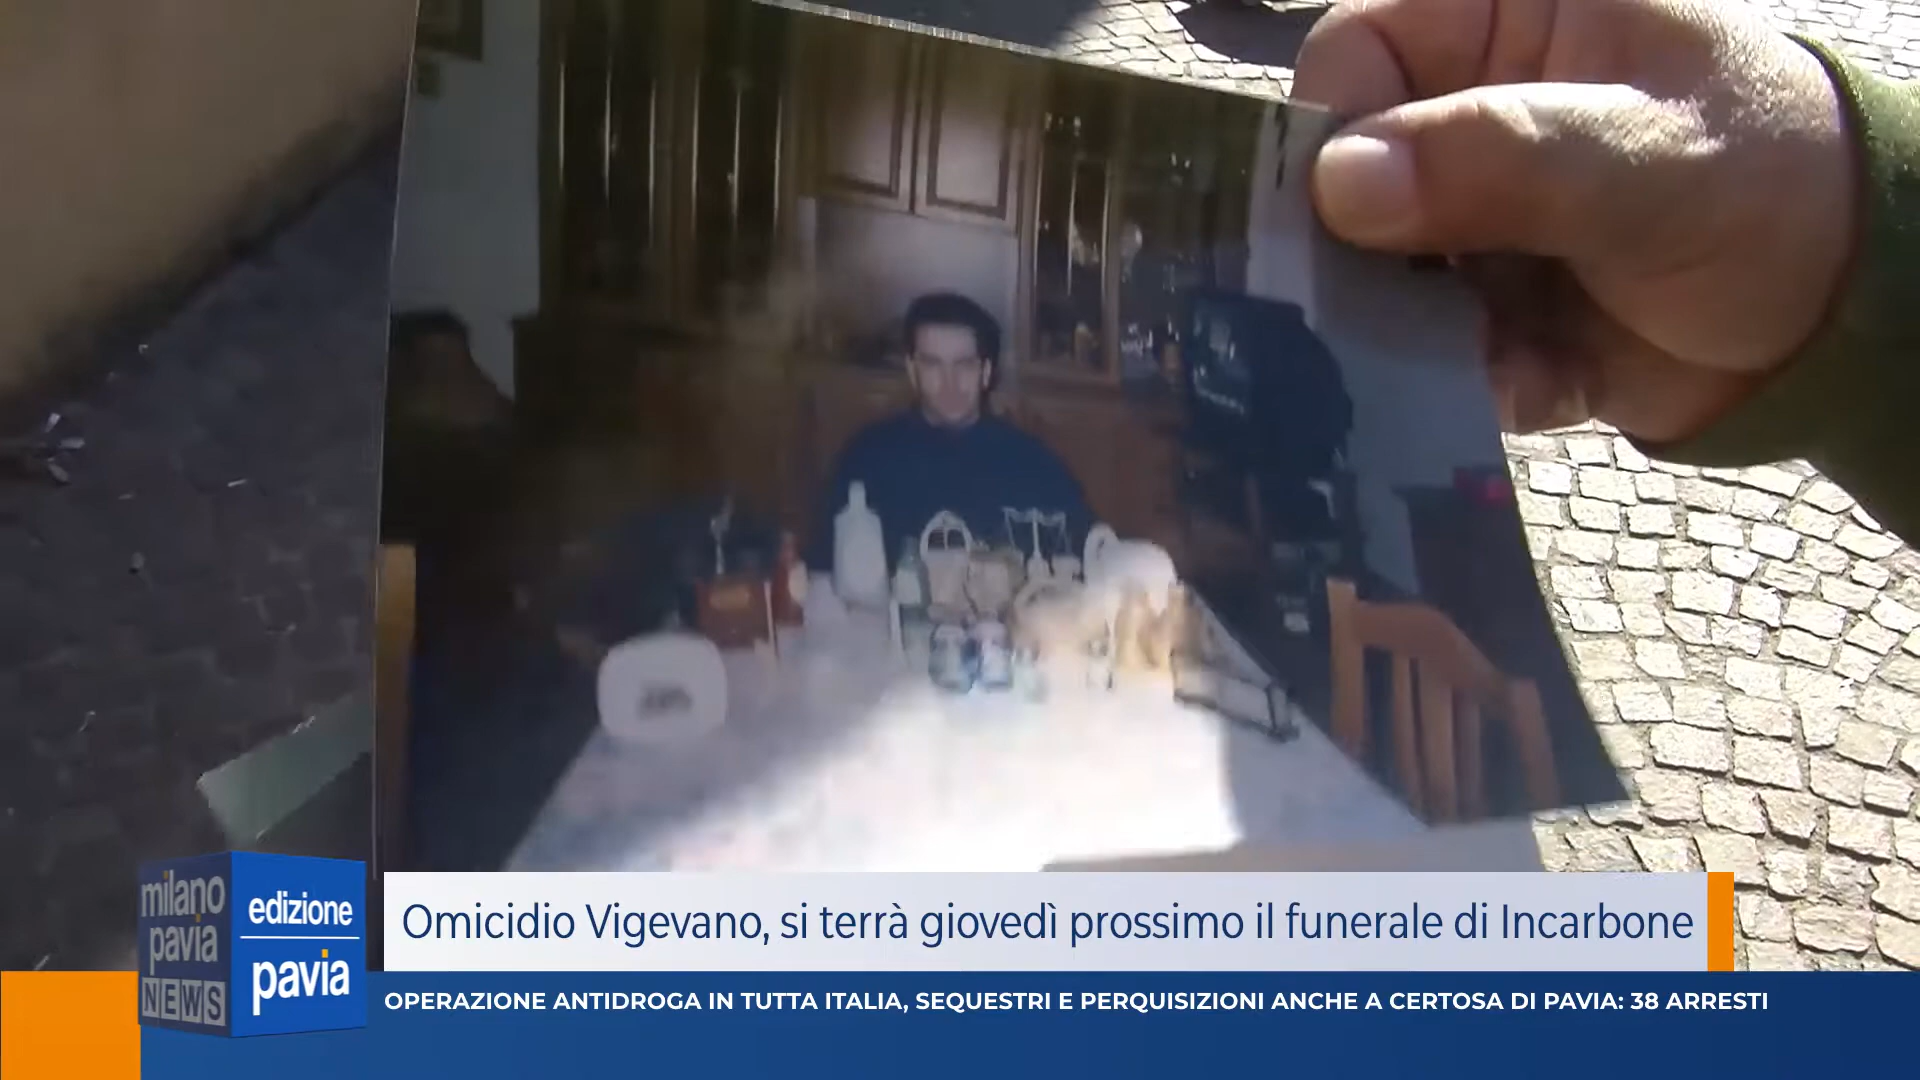 milano
pavia
NEWS
edizione
pavia
Omicidio Vigevano, si terrà giovedì prossimo il funerale di Incarbone
OPERAZIONE ANTIDROGA IN TUTTA ITALIA, SEQUESTRI E PERQUISIZIONI ANCHE A CERTOSA DI PAVIA: 38 ARRESTI